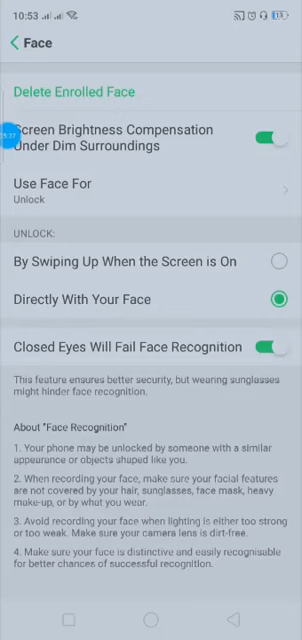 10:53
Face
Delete Enrolled Face
Screen Brightness Compensation
Under Dim Surroundings
Use Face For
Unlock
UNLOCK:
By Swiping Up When the Screen is On
Directly With Your Face
Closed Eyes Will Fail Face Recognition
This feature ensures better security, but wearing sunglasses
might hinder face recognition.
About "Face Recognition"
1. Your phone may be unlocked by someone with a similar
appearance or objects shaped like you.
2. When recording your face, make sure your facial features
are not covered by your hair, sunglasses, face mask, heavy
make-up, or by what you wear.
3. Avoid recording your face when lighting is either too strong
or too weak. Make sure your camera lens is dirt-free.
4. Make sure your face is distinctive and easily recognisable
for better chances of successful recognition.